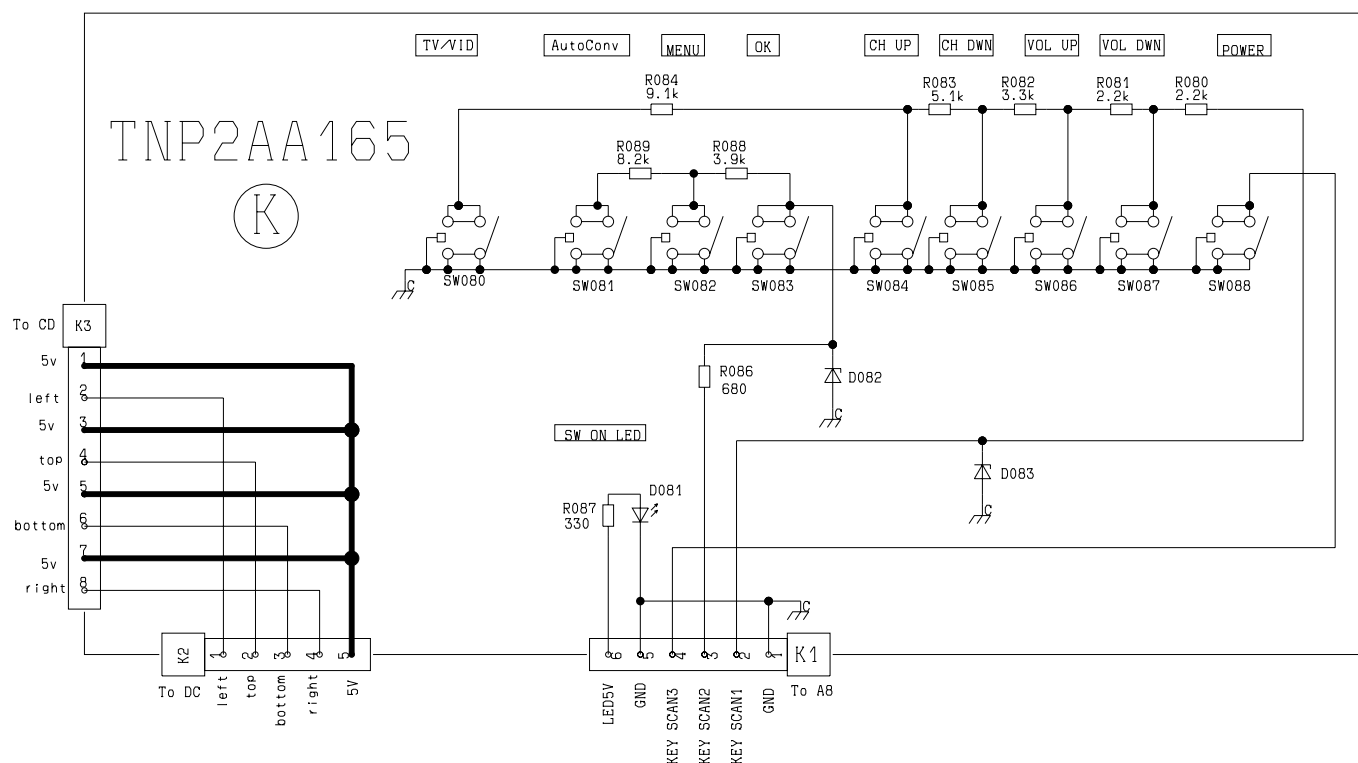 TV/VID AutoConv MENU OK CH UP CH DWN VOL UP VOL DWN POWER
R084 9.1k
R083 5.1k
R082 3.3k
R081 2.2k
R080 2.2k
TNP2AA165
K
R089 8.2k
R088 3.9k
C
SW080 SW081 SW082 SW083 SW084 SW085 SW086 SW087 SW088
To CD K3
5v 1
left 2
5v 3
top 4
5v 5
bottom 6
5v 7
right 8
R086 680
D082
C
SW ON LED
D083
C
R087 330
D081
C
K2 1 2 3 4 5
To DC
left top bottom right 5V
6 5 4 3 2 1 K1
To A8
LED5V GND KEY SCAN3 KEY SCAN2 KEY SCAN1 GND